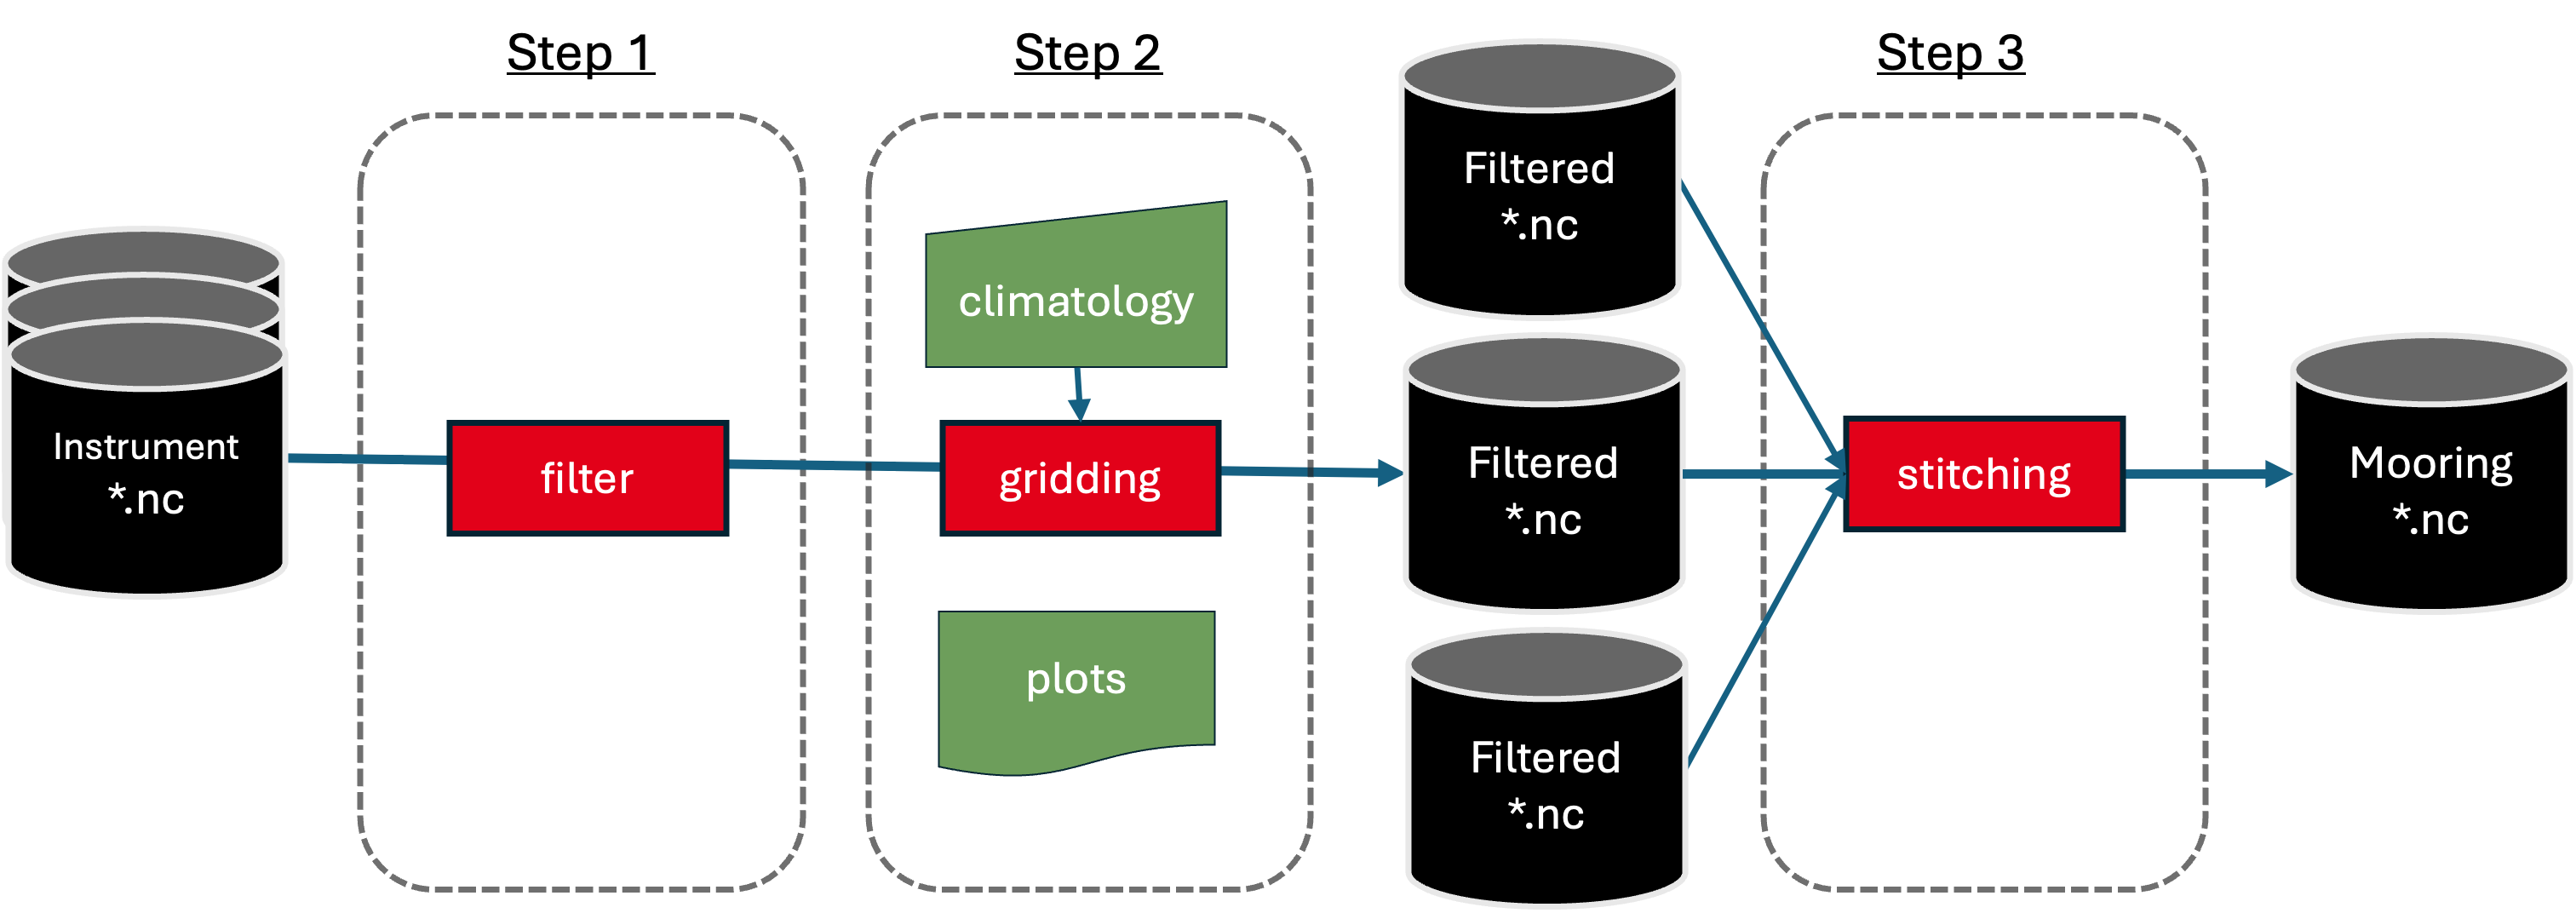 Step 1
Step 2
Step 3
Instrument
*.nc
filter
climatology
gridding
plots
Filtered
*.nc
Filtered
*.nc
Filtered
*.nc
stitching
Mooring
*.nc